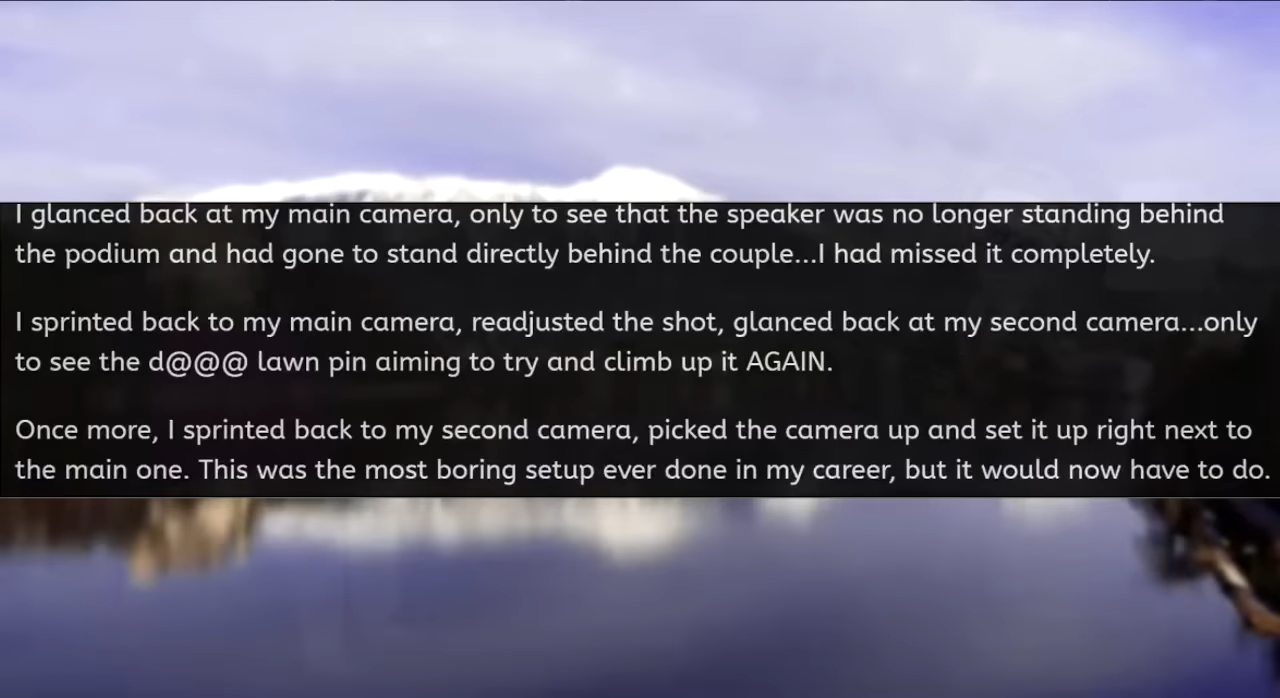 I glanced back at my main camera, only to see that the speaker was no longer standing behind
the podium and had gone to stand directly behind the couple...I had missed it completely.
I sprinted back to my main camera, readjusted the shot, glanced back at my second camera...only
to see the d@@@ lawn pin aiming to try and climb up it AGAIN.
Once more, I sprinted back to my second camera, picked the camera up and set it up right next to
the main one. This was the most boring setup ever done in my career, but it would now have to do.